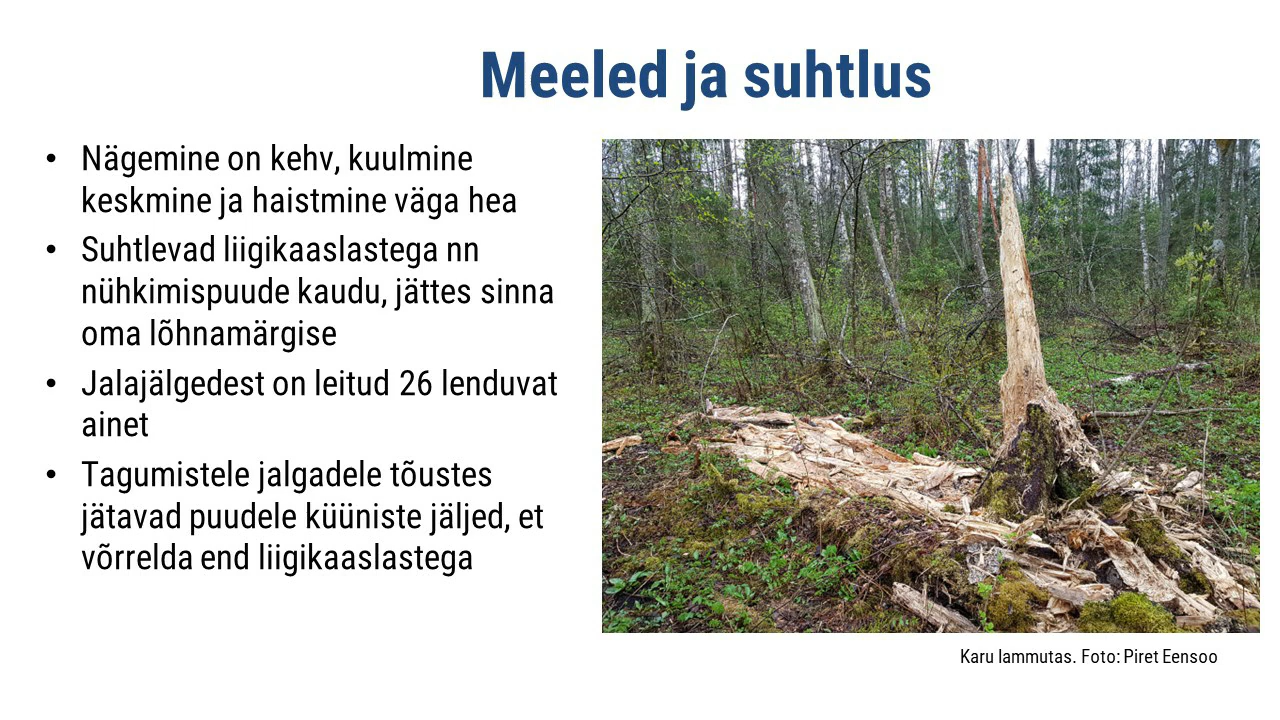 Meeled ja suhtlus
• Nägemine on kehv, kuulmine
keskmine ja haistmine väga hea
• Suhtlevad liigikaaslastega nn
nühkimispuude kaudu, jättes sinna
oma lõhnamärgise
• Jalajälgedest on leitud 26 lenduvat
ainet
• Tagumistele jalgadele tõustes
jätavad puudele küüniste jäljed, et
võrrelda end liigikaaslastega
Karu lammutas. Foto: Piret Eensoo